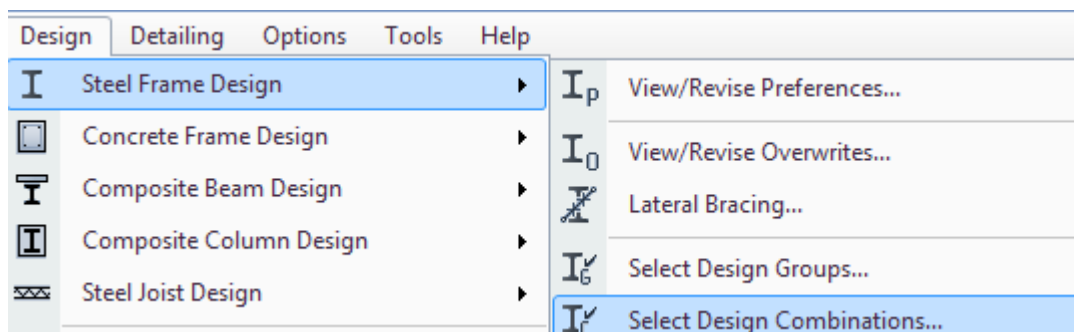 Design Detailing Options Tools Help
Steel Frame Design
Concrete Frame Design
Composite Beam Design
Composite Column Design
Steel Joist Design
View/Revise Preferences...
View/Revise Overwrites...
Lateral Bracing...
Select Design Groups...
Select Design Combinations...